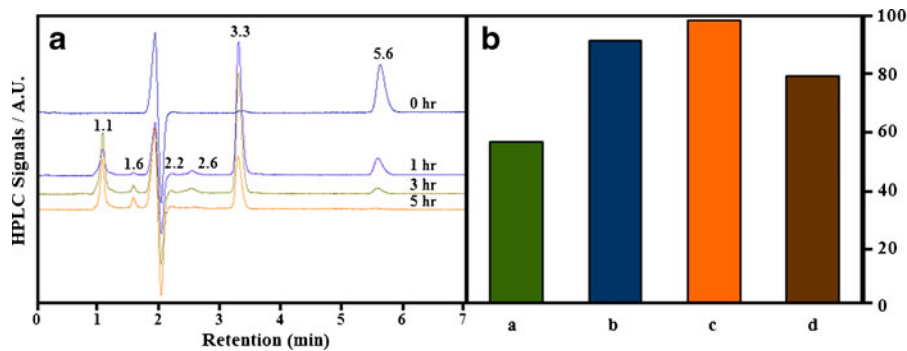 a
3.3
5.6
0 hr
1.1
1.6
2.2
2.6
1 hr
3 hr
5 hr
HPLC Signals / A.U.
0 1 2 3 4 5 6 7
Retention (min)
b
100
80
60
40
20
0
a b c d